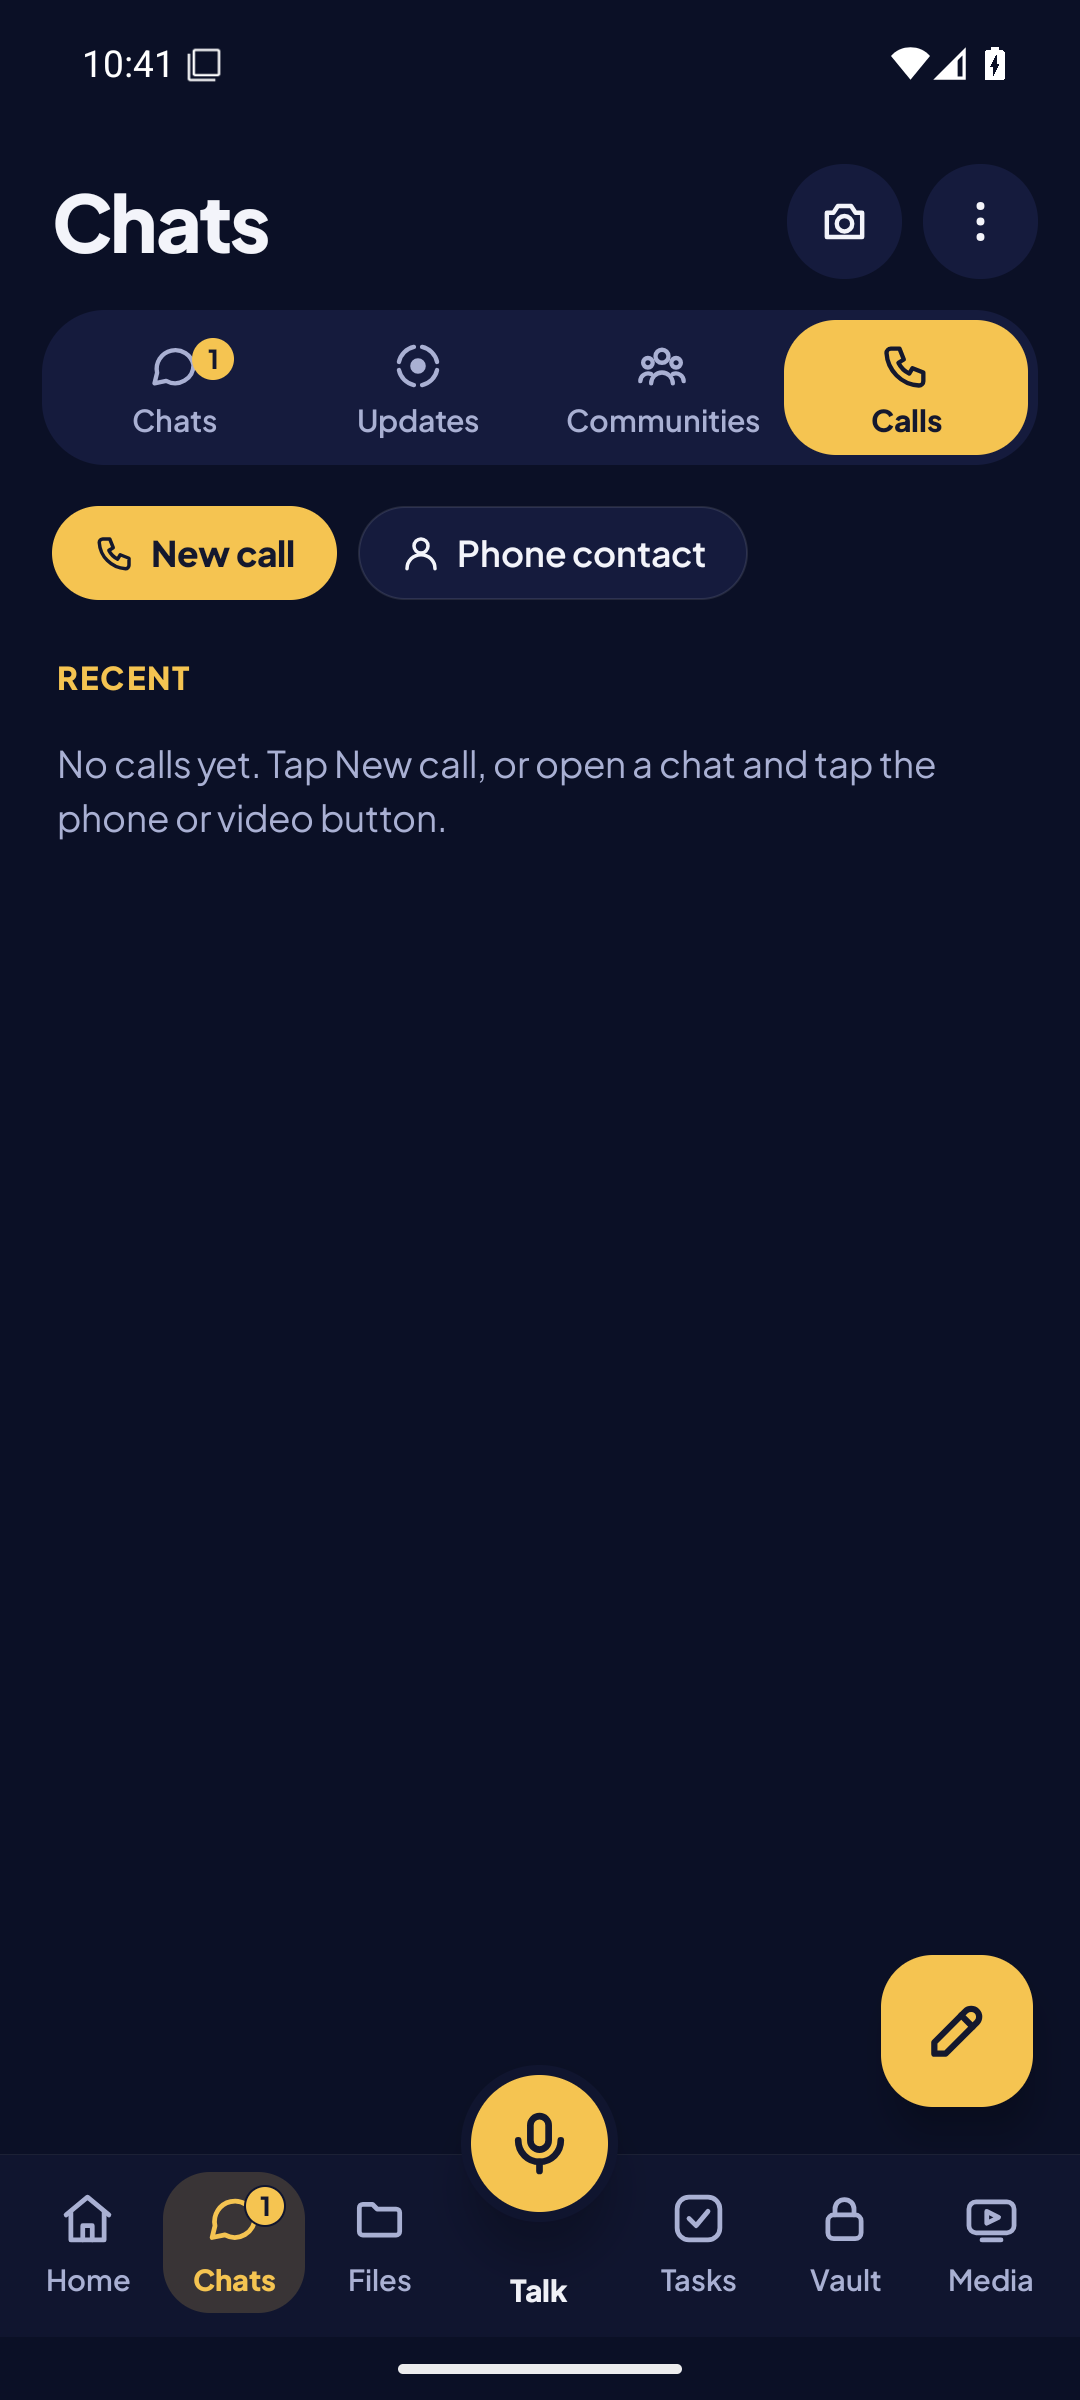 10:41
Chats
1
Chats
Updates
Communities
Calls
New call
Phone contact
RECENT
No calls yet. Tap New call, or open a chat and tap the
phone or video button.
Home
1
Chats
Files
Talk
Tasks
Vault
Media